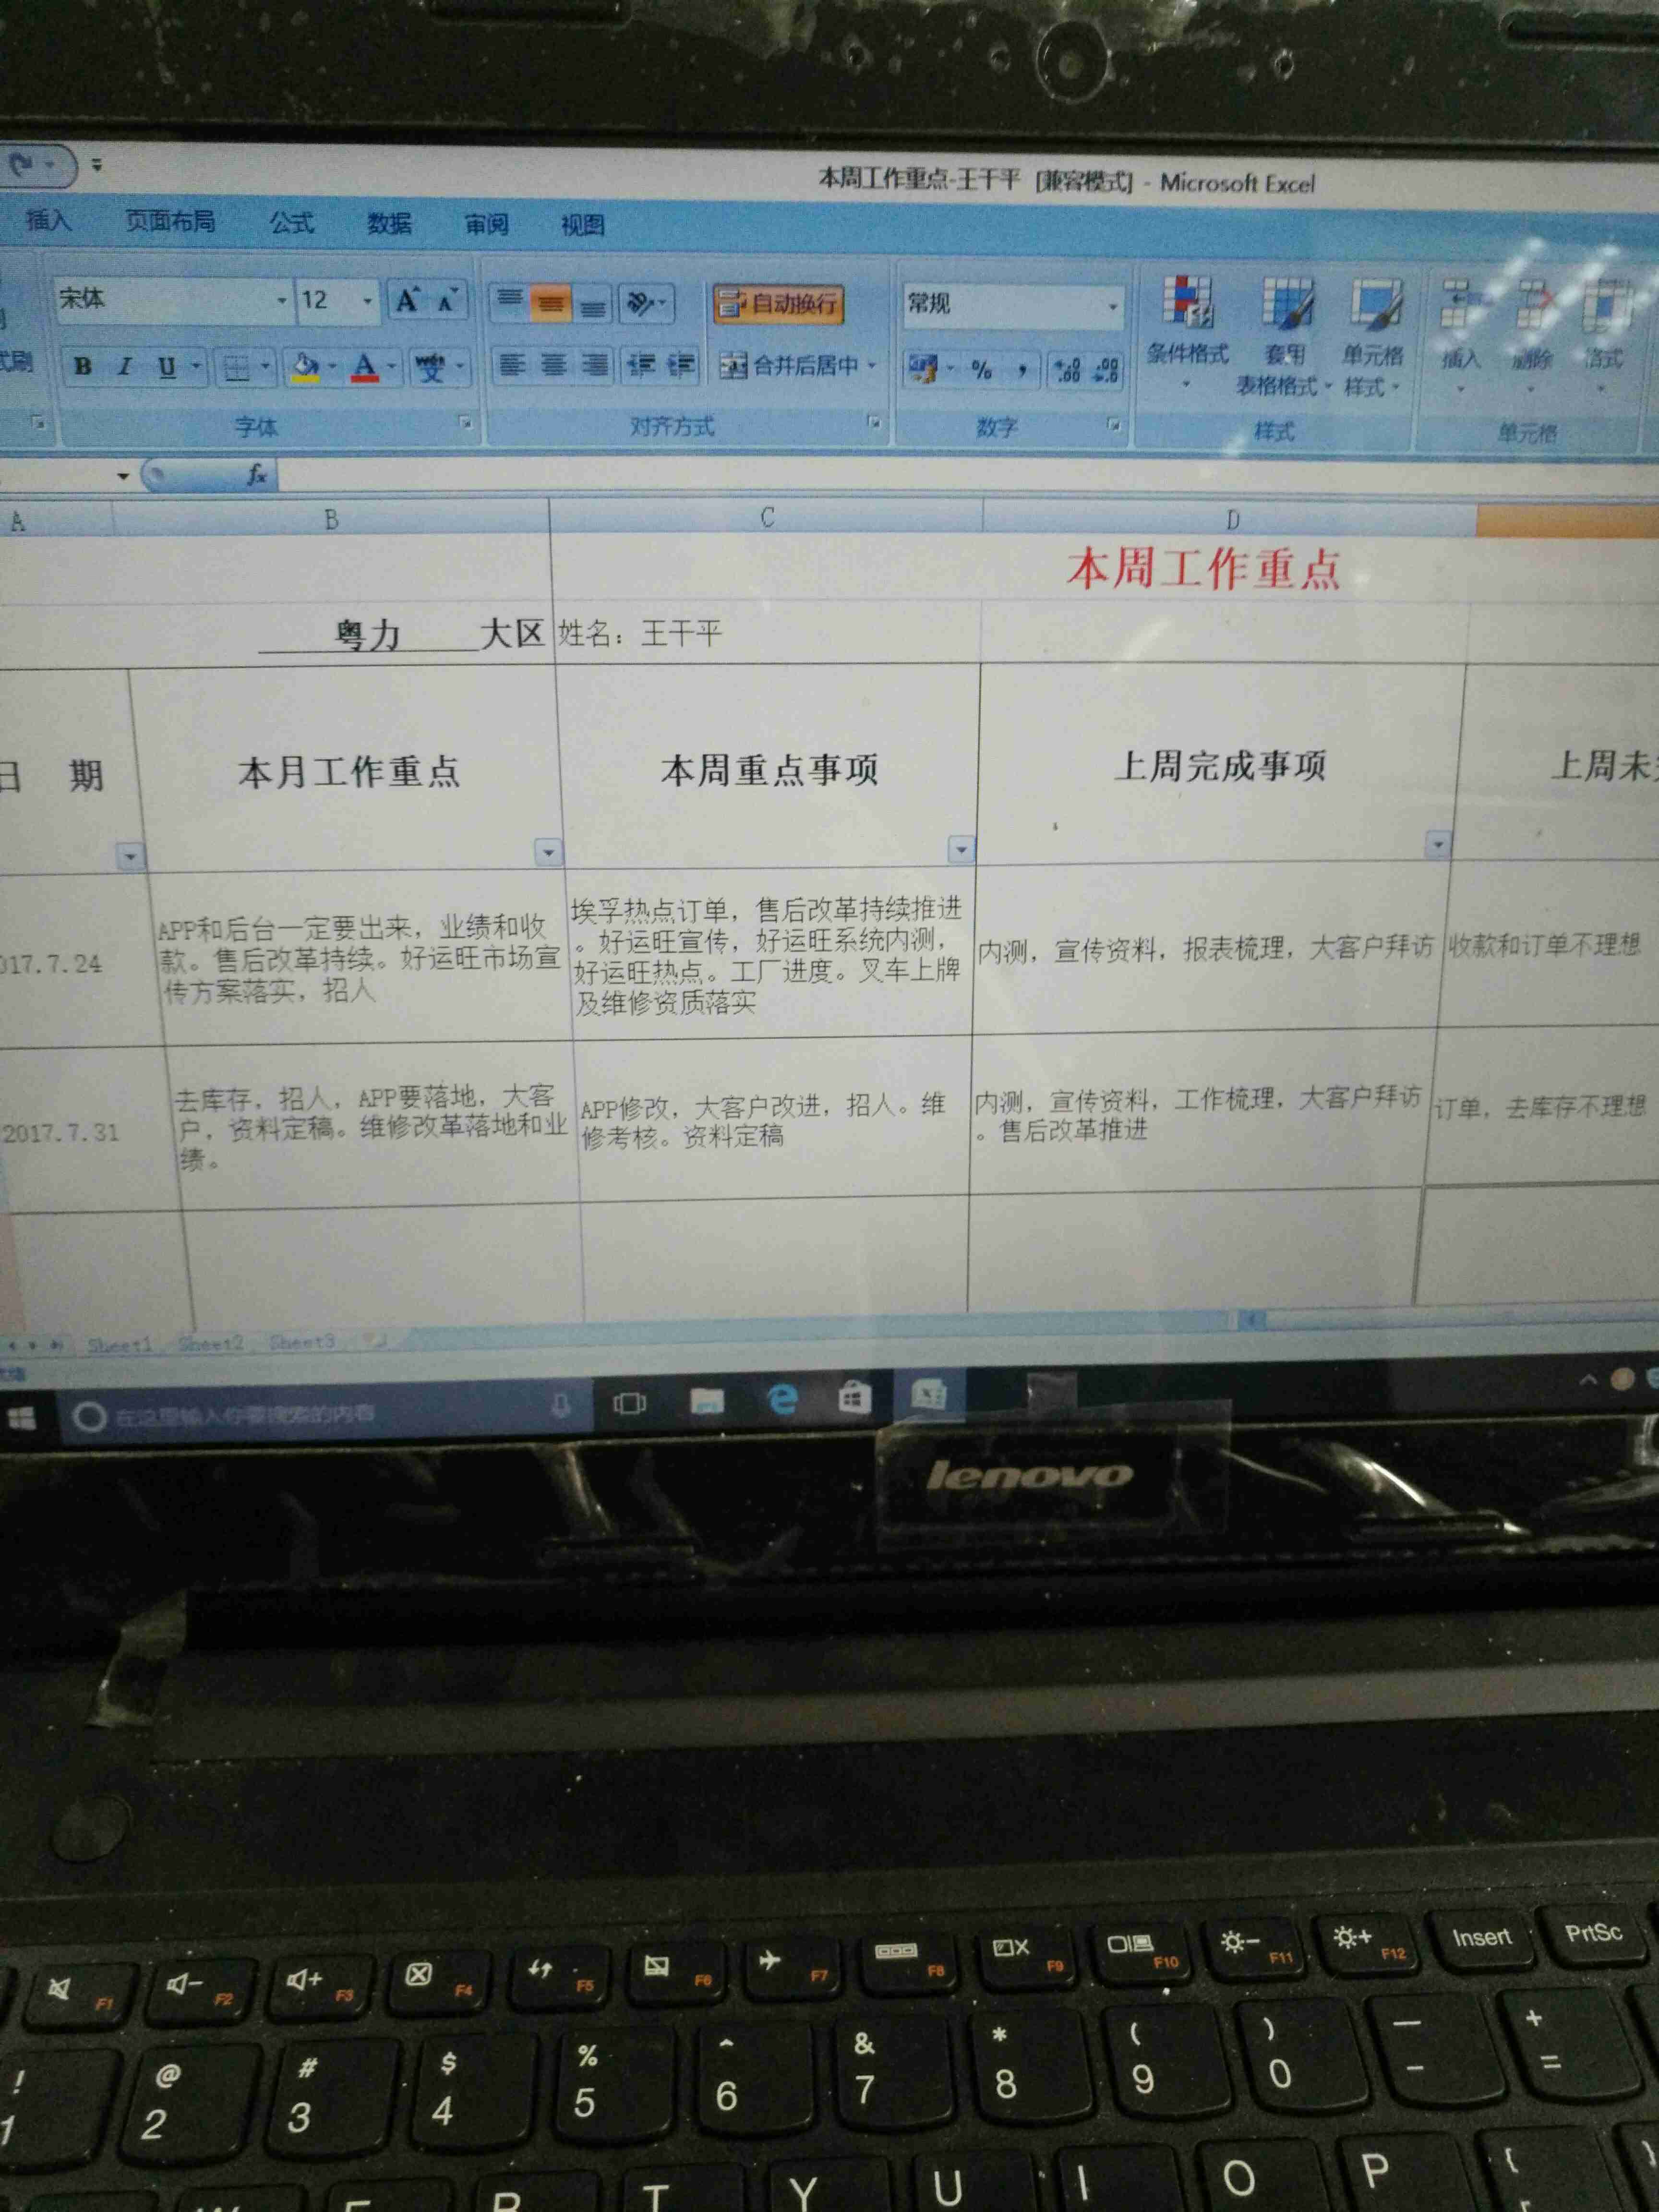 本周工作重点-王干平 [兼容模式] - Microsoft Excel
插入 页面布局 公式 数据 审阅 视图
宋体 12 A A 自动换行 常规
B I U A 合并后居中 % ,
条件格式 套用 表格格式 单元格 样式 插入 删除 格式
字体 对齐方式 数字 样式 单元格
fx
A B C D
本周工作重点
粤力 大区 姓名：王干平
日 期 本月工作重点 本周重点事项 上周完成事项 上周未
017.7.24
APP和后台一定要出来，业绩和收
款。售后改革持续。好运旺市场宣
传方案落实，招人
埃孚热点订单，售后改革持续推进
。好运旺宣传，好运旺系统内测，
好运旺热点。工厂进度。叉车上牌
及维修资质落实
内测，宣传资料，报表梳理，大客户拜访
收款和订单不理想
2017.7.31
去库存，招人，APP要落地，大客
户，资料定稿。维修改革落地和业
绩。
APP修改，大客户改进，招人。维
修考核。资料定稿
内测，宣传资料，工作梳理，大客户拜访
。售后改革推进
订单，去库存不理想
Sheet1 Sheet2 Sheet3
在这里输入你要搜索的内容
lenovo
F1 F2 F3 F4 F5 F6 F7 F8 F9 F10 F11 F12 Insert PrtSc
! @ # $ % ^ & * ( ) — +
1 2 3 4 5 6 7 8 9 0 - =
R T Y U I O P {